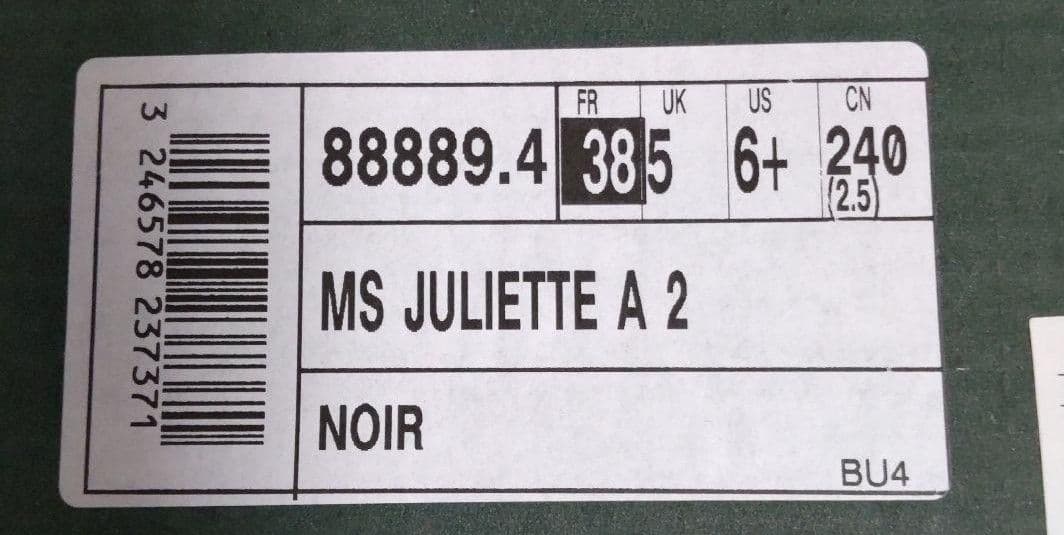 3 246578 237371
FR UK US CN
88889.4 38 5 6+ 240
(2.5)
MS JULIETTE A 2
NOIR
BU4